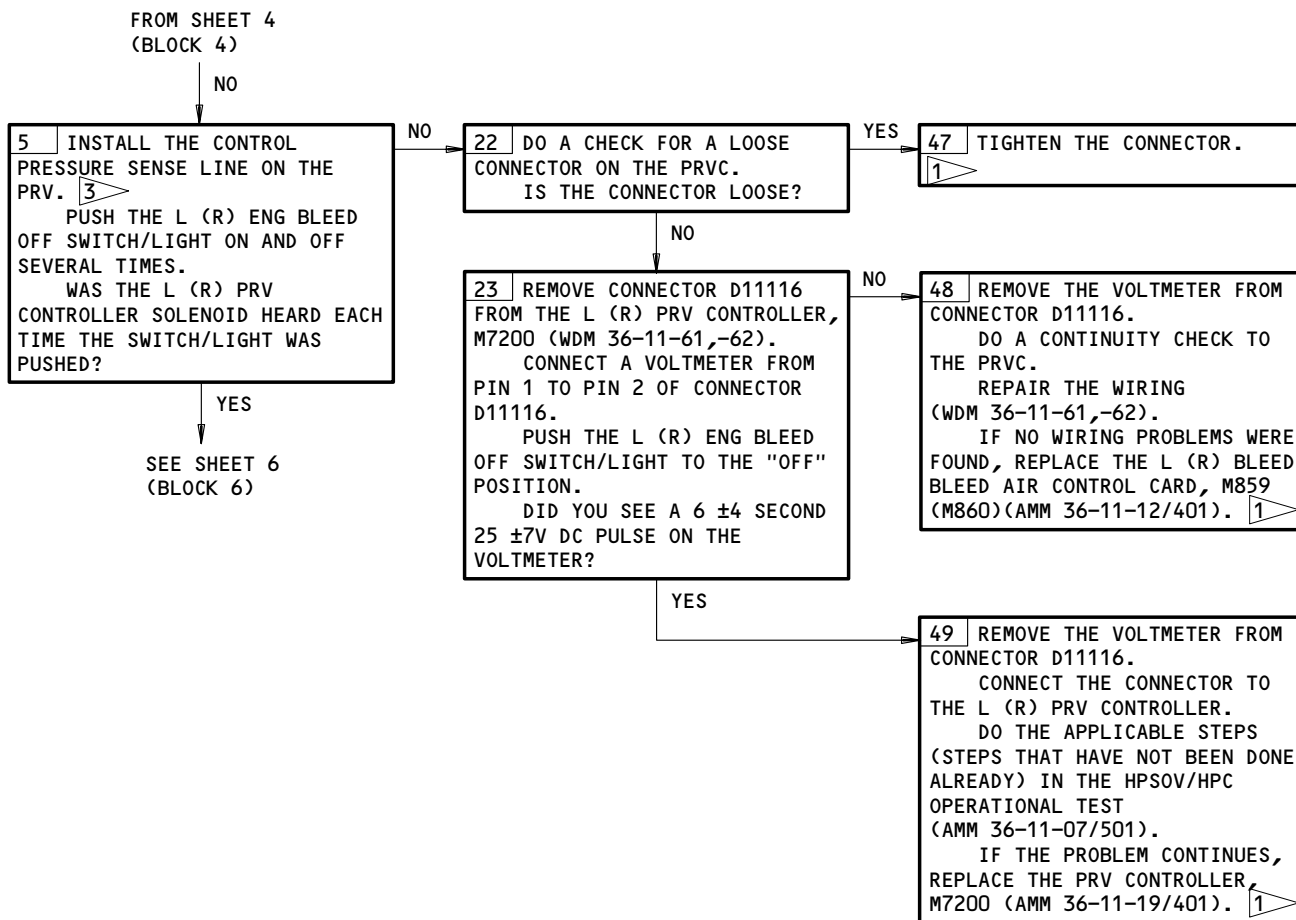 FROM SHEET 4
(BLOCK 4)
NO
5 INSTALL THE CONTROL
PRESSURE SENSE LINE ON THE
PRV. 3
PUSH THE L (R) ENG BLEED
OFF SWITCH/LIGHT ON AND OFF
SEVERAL TIMES.
WAS THE L (R) PRV
CONTROLLER SOLENOID HEARD EACH
TIME THE SWITCH/LIGHT WAS
PUSHED?
YES
SEE SHEET 6
(BLOCK 6)
NO
22 DO A CHECK FOR A LOOSE
CONNECTOR ON THE PRVC.
IS THE CONNECTOR LOOSE?
YES
47 TIGHTEN THE CONNECTOR.
1
NO
23 REMOVE CONNECTOR D11116
FROM THE L (R) PRV CONTROLLER,
M7200 (WDM 36-11-61,-62).
CONNECT A VOLTMETER FROM
PIN 1 TO PIN 2 OF CONNECTOR
D11116.
PUSH THE L (R) ENG BLEED
OFF SWITCH/LIGHT TO THE "OFF"
POSITION.
DID YOU SEE A 6 ±4 SECOND
25 ±7V DC PULSE ON THE
VOLTMETER?
NO
48 REMOVE THE VOLTMETER FROM
CONNECTOR D11116.
DO A CONTINUITY CHECK TO
THE PRVC.
REPAIR THE WIRING
(WDM 36-11-61,-62).
IF NO WIRING PROBLEMS WERE
FOUND, REPLACE THE L (R) BLEED
BLEED AIR CONTROL CARD, M859
(M860)(AMM 36-11-12/401). 1
YES
49 REMOVE THE VOLTMETER FROM
CONNECTOR D11116.
CONNECT THE CONNECTOR TO
THE L (R) PRV CONTROLLER.
DO THE APPLICABLE STEPS
(STEPS THAT HAVE NOT BEEN DONE
ALREADY) IN THE HPSOV/HPC
OPERATIONAL TEST
(AMM 36-11-07/501).
IF THE PROBLEM CONTINUES,
REPLACE THE PRV CONTROLLER,
M7200 (AMM 36-11-19/401). 1